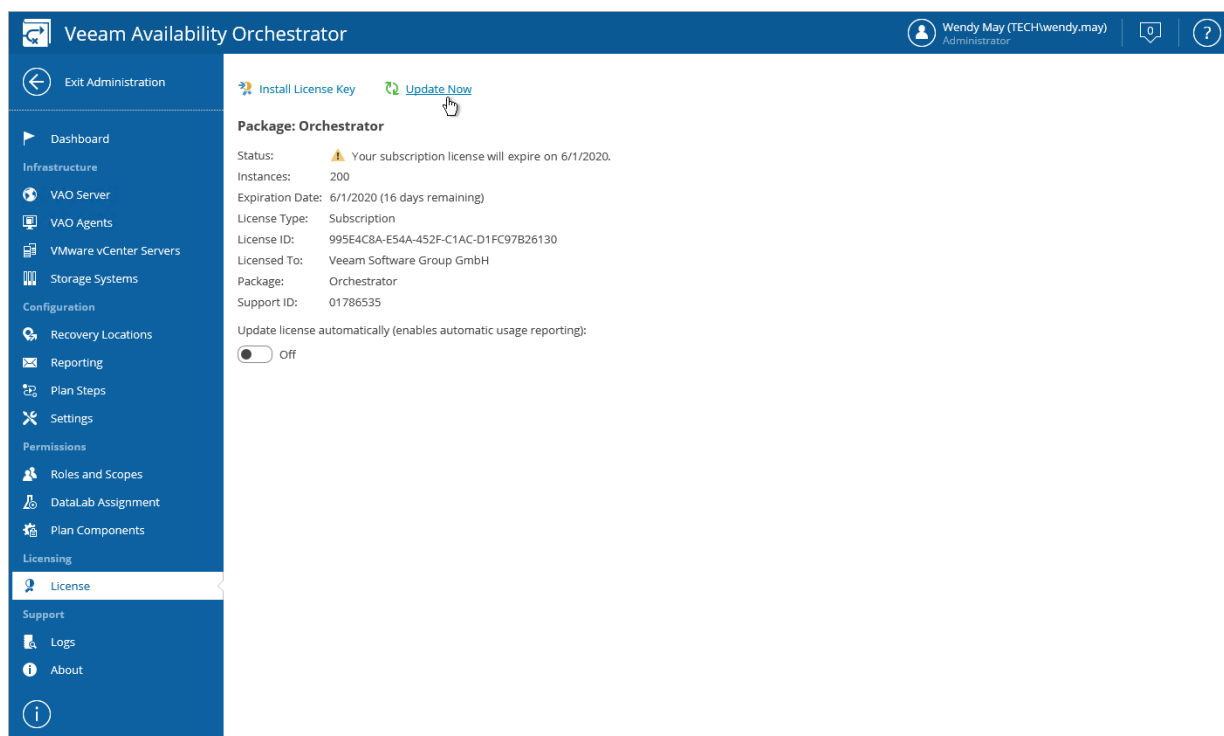 Veeam Availability Orchestrator
Wendy May (TECH\wendy.may)
Administrator
0
?
Exit Administration
Dashboard
Infrastructure
VAO Server
VAO Agents
VMware vCenter Servers
Storage Systems
Configuration
Recovery Locations
Reporting
Plan Steps
Settings
Permissions
Roles and Scopes
DataLab Assignment
Plan Components
Licensing
License
Support
Logs
About
Install License Key Update Now
Package: Orchestrator
Status: Your subscription license will expire on 6/1/2020.
Instances: 200
Expiration Date: 6/1/2020 (16 days remaining)
License Type: Subscription
License ID: 995E4C8A-E54A-452F-C1AC-D1FC97B26130
Licensed To: Veeam Software Group GmbH
Package: Orchestrator
Support ID: 01786535
Update license automatically (enables automatic usage reporting):
Off